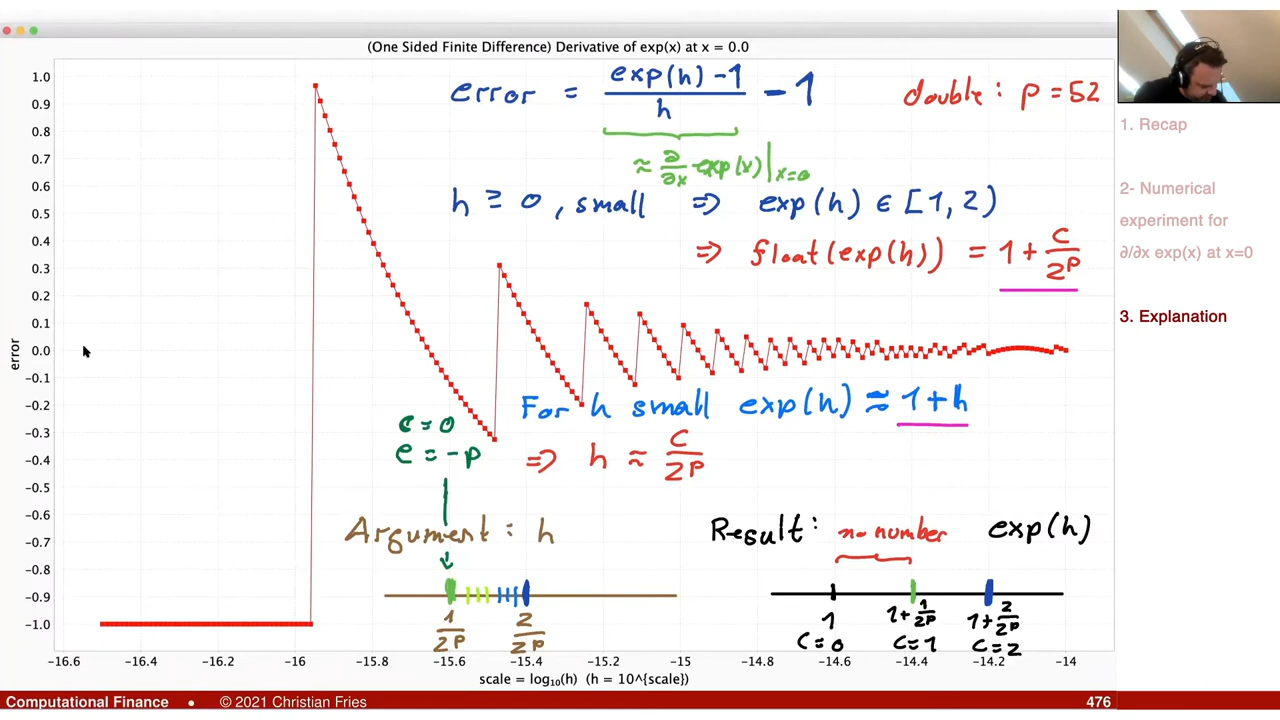 (One Sided Finite Difference) Derivative of exp(x) at x = 0.0
error = (exp(h) - 1)/h - 1
double: p = 52
≈ ∂/∂x exp(x)|x=0
h ≥ 0, small ⇒ exp(h) ∈ [1, 2)
⇒ float(exp(h)) = 1 + c/2^p
For h small exp(h) ≈ 1 + h
⇒ h ≈ c/2^p
c = 0
e = -p
Argument: h
Result: no number exp(h)
1/2^p 2/2^p
1 1+1/2^p 1+2/2^p
c=0 c=1 c=2
error
1.0
0.9
0.8
0.7
0.6
0.5
0.4
0.3
0.2
0.1
0.0
-0.1
-0.2
-0.3
-0.4
-0.5
-0.6
-0.7
-0.8
-0.9
-1.0
-16.6 -16.4 -16.2 -16 -15.8 -15.6 -15.4 -15.2 -15 -14.8 -14.6 -14.4 -14.2 -14
scale = log₁₀(h) (h = 10^{scale})
1. Recap
2- Numerical
experiment for
∂/∂x exp(x) at x=0
3. Explanation
Computational Finance • © 2021 Christian Fries 476